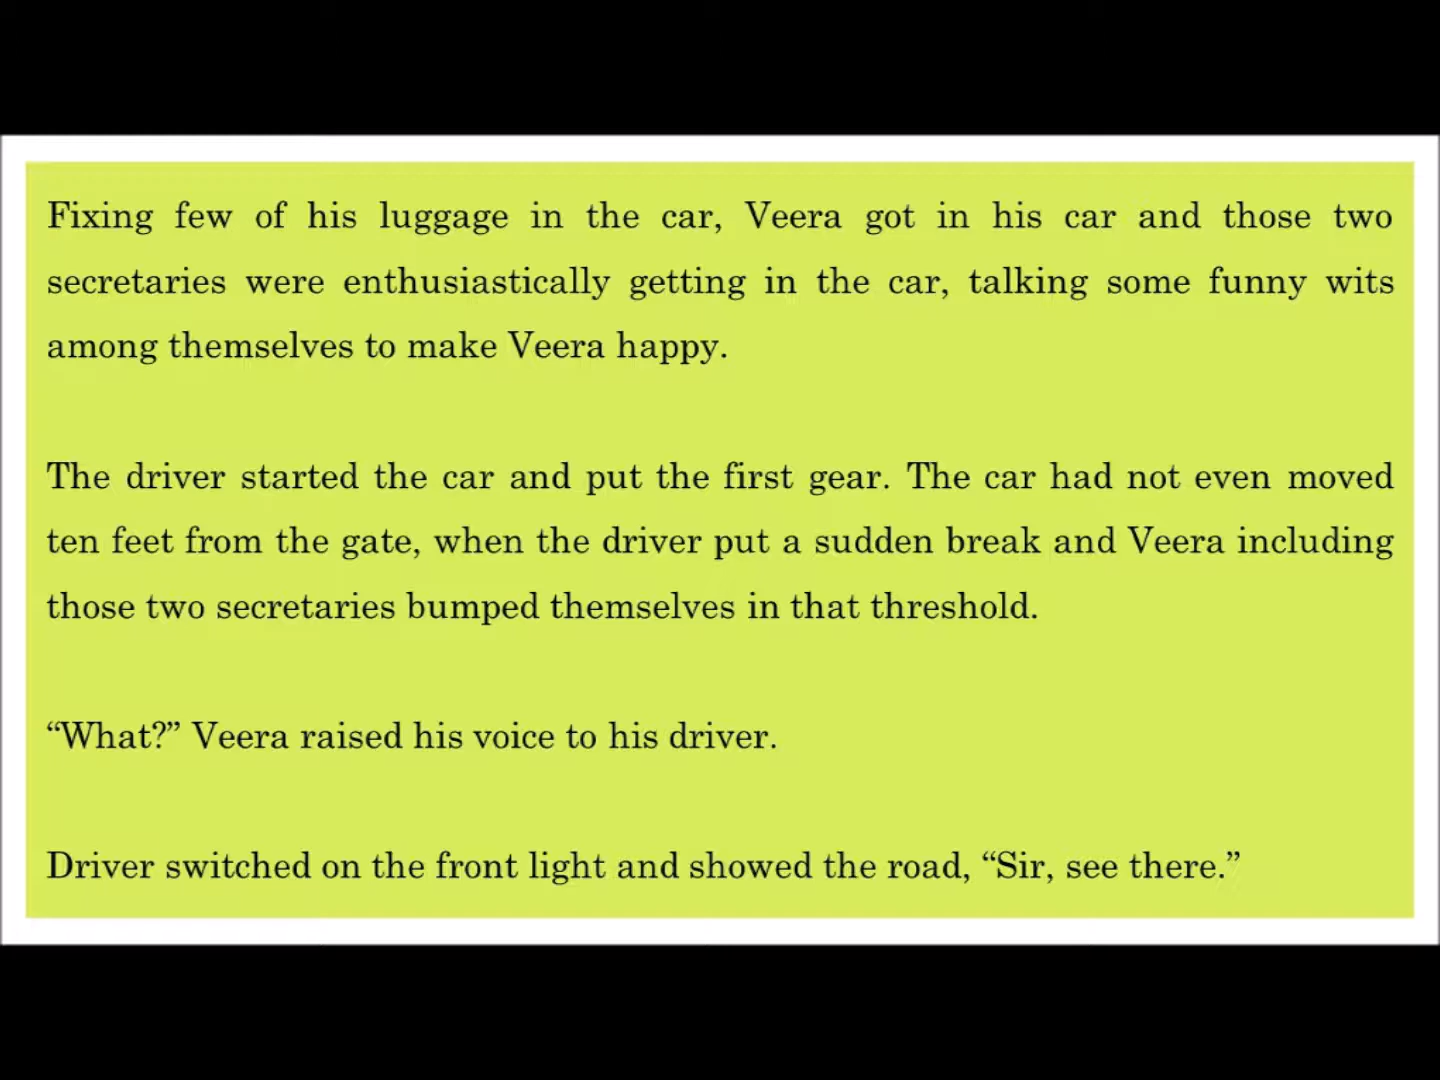 Fixing few of his luggage in the car, Veera got in his car and those two
secretaries were enthusiastically getting in the car, talking some funny wits
among themselves to make Veera happy.
The driver started the car and put the first gear. The car had not even moved
ten feet from the gate, when the driver put a sudden break and Veera including
those two secretaries bumped themselves in that threshold.
“What?” Veera raised his voice to his driver.
Driver switched on the front light and showed the road, “Sir, see there.”